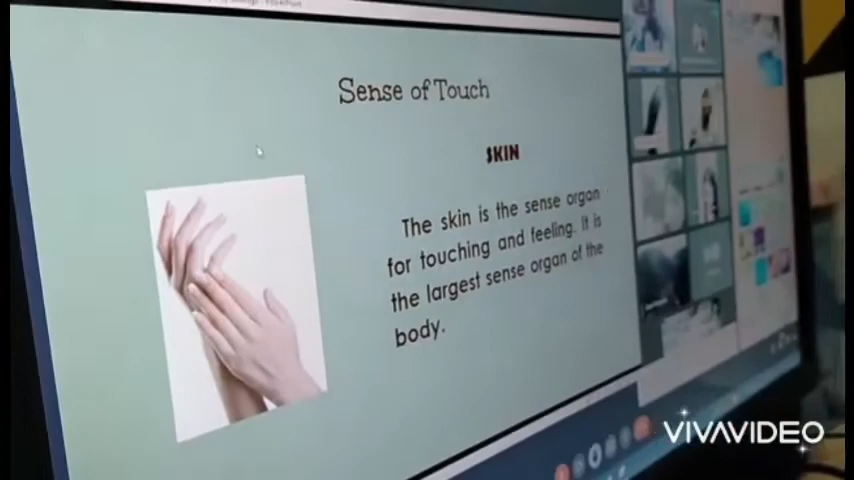 Sense of Touch
SKIN
The skin is the sense organ
for touching and feeling. It is
the largest sense organ of the
body.
VIVAVIDEO